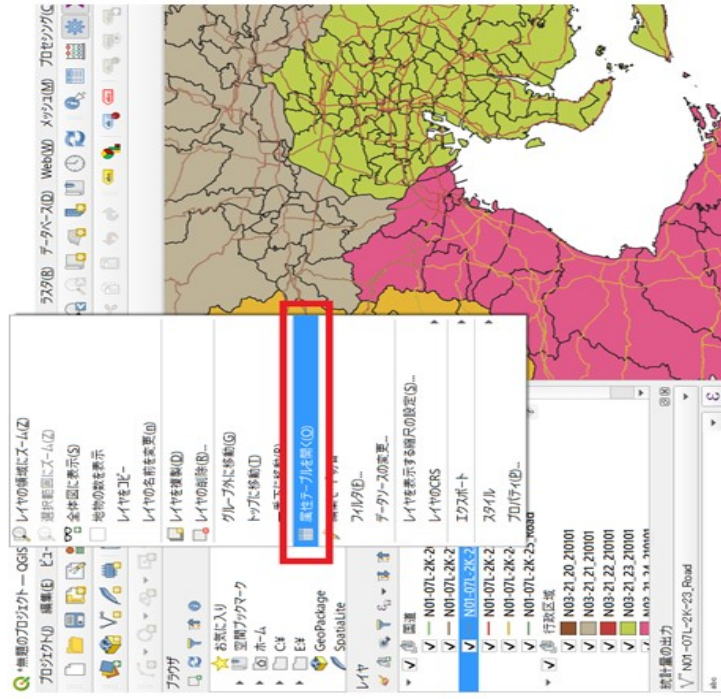 *無題のプロジェクト — QGIS
プロジェクト(J) 編集(E) ビュー
ラスタ(R) データベース(D) Web(W) メッシュ(M) プロセシング(C)
レイヤの領域にズーム(Z)
選択範囲にズーム(Z)
全体図に表示(S)
地物の数を表示
レイヤをコピー
レイヤの名前を変更(n)
レイヤを複製(D)
レイヤの削除(R)...
グループ外に移動(G)
トップに移動(T)
属性テーブルを開く(O)
フィルタ(F)...
データソースの変更...
レイヤを表示する縮尺の設定(S)...
レイヤのCRS
エクスポート
スタイル
プロパティ(P)...
ブラウザ
お気に入り
空間ブックマーク
ホーム
C:¥
E:¥
GeoPackage
SpatiaLite
レイヤ
国道
N01-07L-2K-2
N01-07L-2K-2
N01-07L-2K-2
N01-07L-2K-2
N01-07L-2K-2
N01-07L-2K-25_Road
行政区域
N03-21_20_210101
N03-21_21_210101
N03-21_22_210101
N03-21_23_210101
N03-21_24_210101
統計量の出力
N01-07L-2K-23_Road
abc
ε